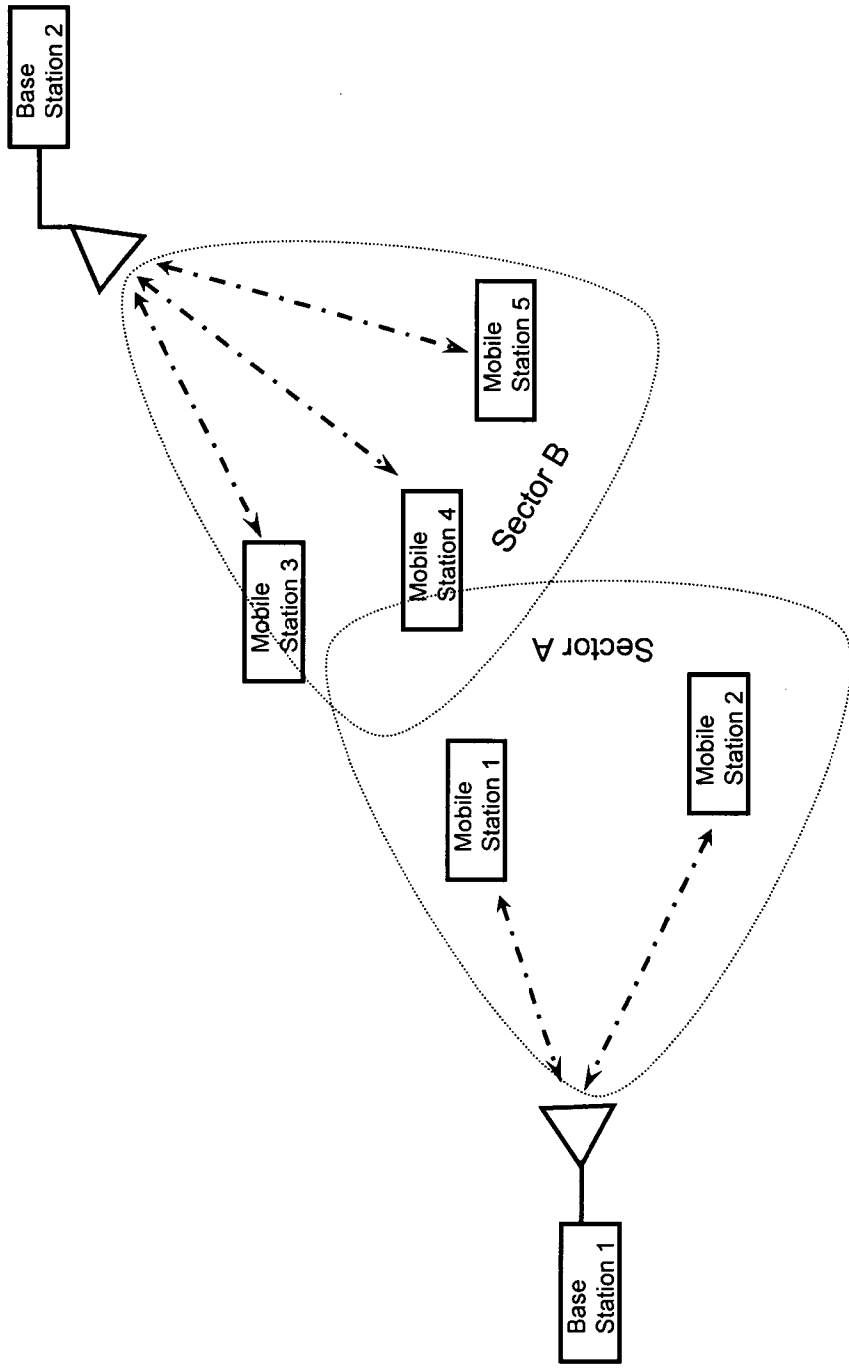 Base
Station 2
Mobile
Station 3
Mobile
Station 4
Mobile
Station 5
Sector B
Sector A
Mobile
Station 1
Mobile
Station 2
Base
Station 1